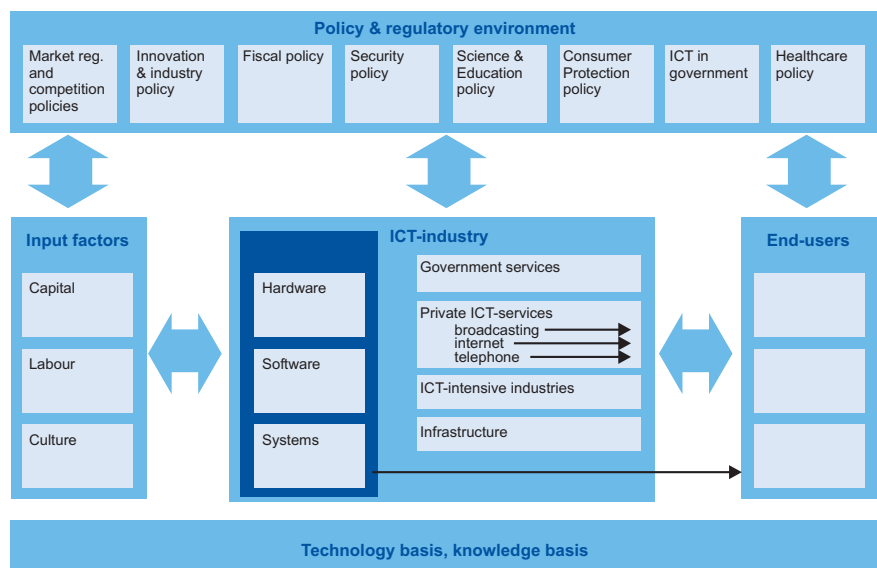 Policy & regulatory environment
Market reg.
and
competition
policies
Innovation
& industry
policy
Fiscal policy
Security
policy
Science &
Education
policy
Consumer
Protection
policy
ICT in
government
Healthcare
policy
Input factors
Capital
Labour
Culture
ICT-industry
Hardware
Software
Systems
Government services
Private ICT-services
broadcasting
internet
telephone
ICT-intensive industries
Infrastructure
End-users
Technology basis, knowledge basis